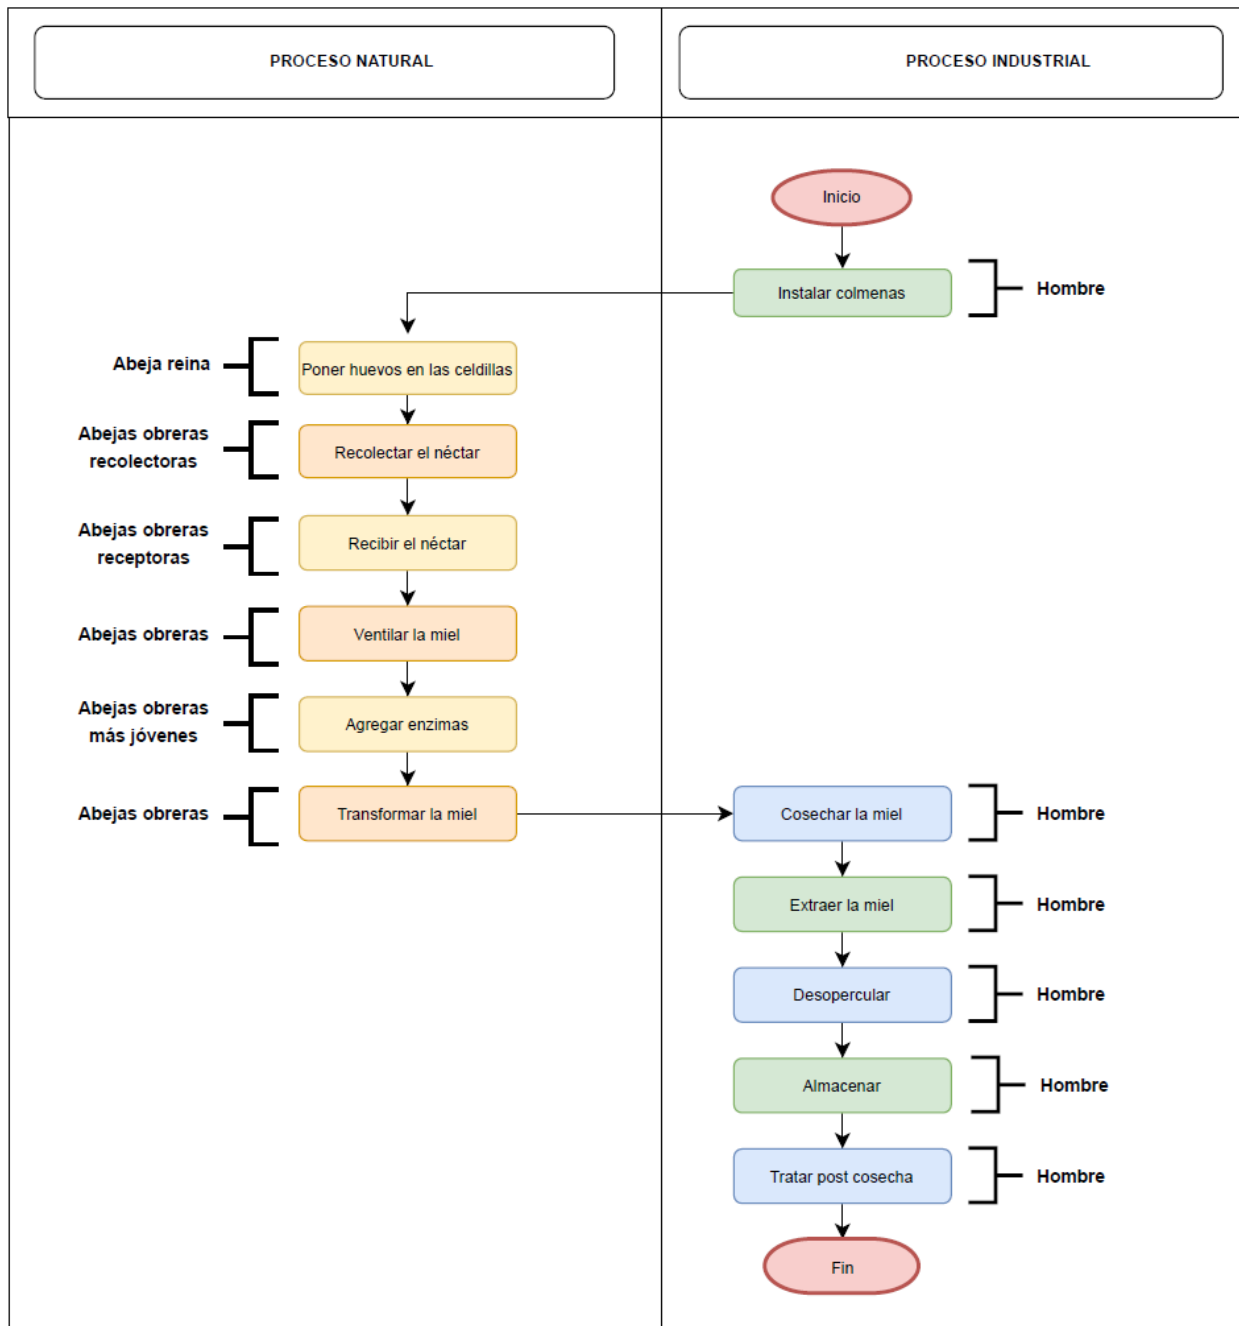 PROCESO NATURAL
PROCESO INDUSTRIAL
Inicio
Instalar colmenas
Hombre
Abeja reina
Poner huevos en las celdillas
Abejas obreras
recolectoras
Recolectar el néctar
Abejas obreras
receptoras
Recibir el néctar
Abejas obreras
Ventilar la miel
Abejas obreras
más jóvenes
Agregar enzimas
Abejas obreras
Transformar la miel
Cosechar la miel
Hombre
Extraer la miel
Hombre
Desopercular
Hombre
Almacenar
Hombre
Tratar post cosecha
Hombre
Fin